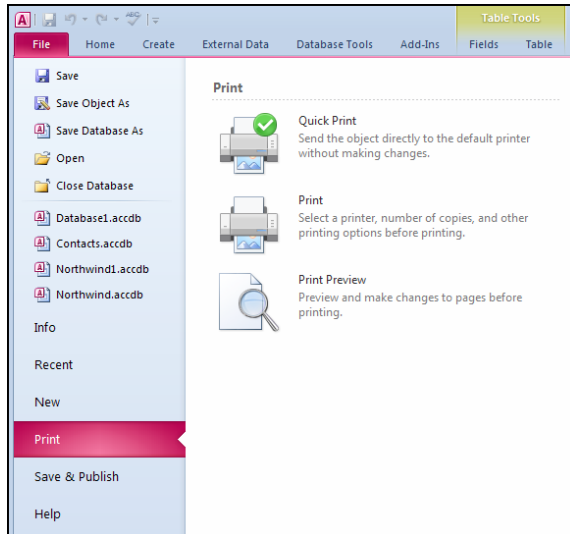 Table Tools
File Home Create External Data Database Tools Add-Ins Fields Table
Save
Save Object As
Save Database As
Open
Close Database
Database1.accdb
Contacts.accdb
Northwind1.accdb
Northwind.accdb
Info
Recent
New
Print
Save & Publish
Help
Print
Quick Print
Send the object directly to the default printer
without making changes.
Print
Select a printer, number of copies, and other
printing options before printing.
Print Preview
Preview and make changes to pages before
printing.